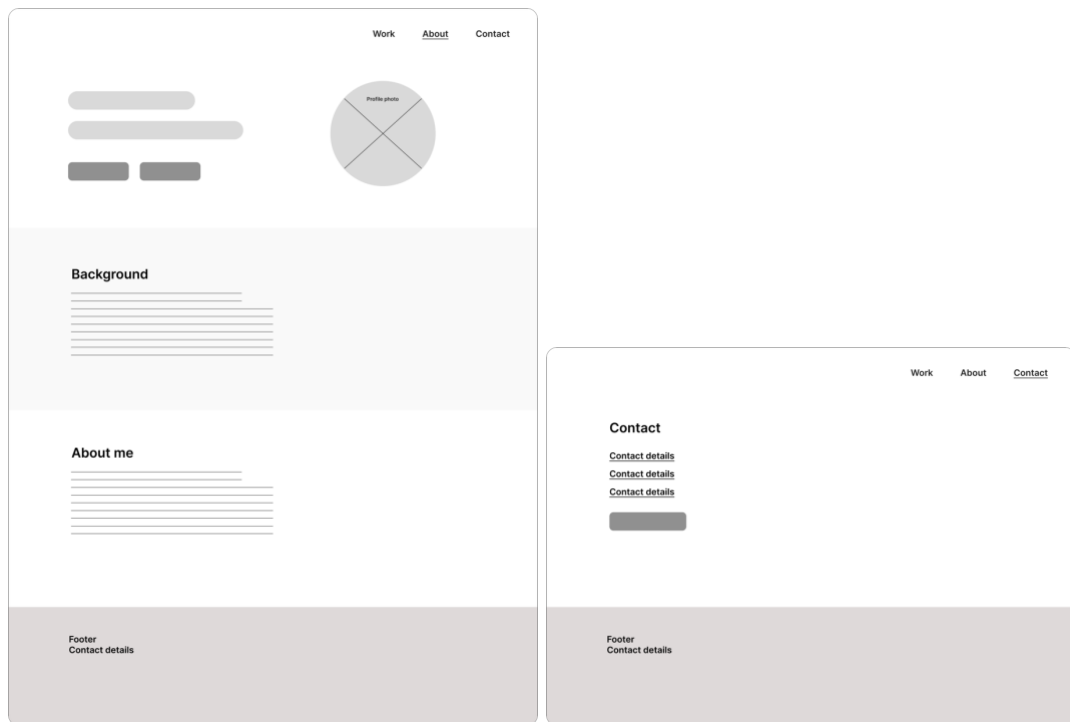 Work About Contact
Profile photo
Background
About me
Footer
Contact details
Work About Contact
Contact
Contact details
Contact details
Contact details
Footer
Contact details